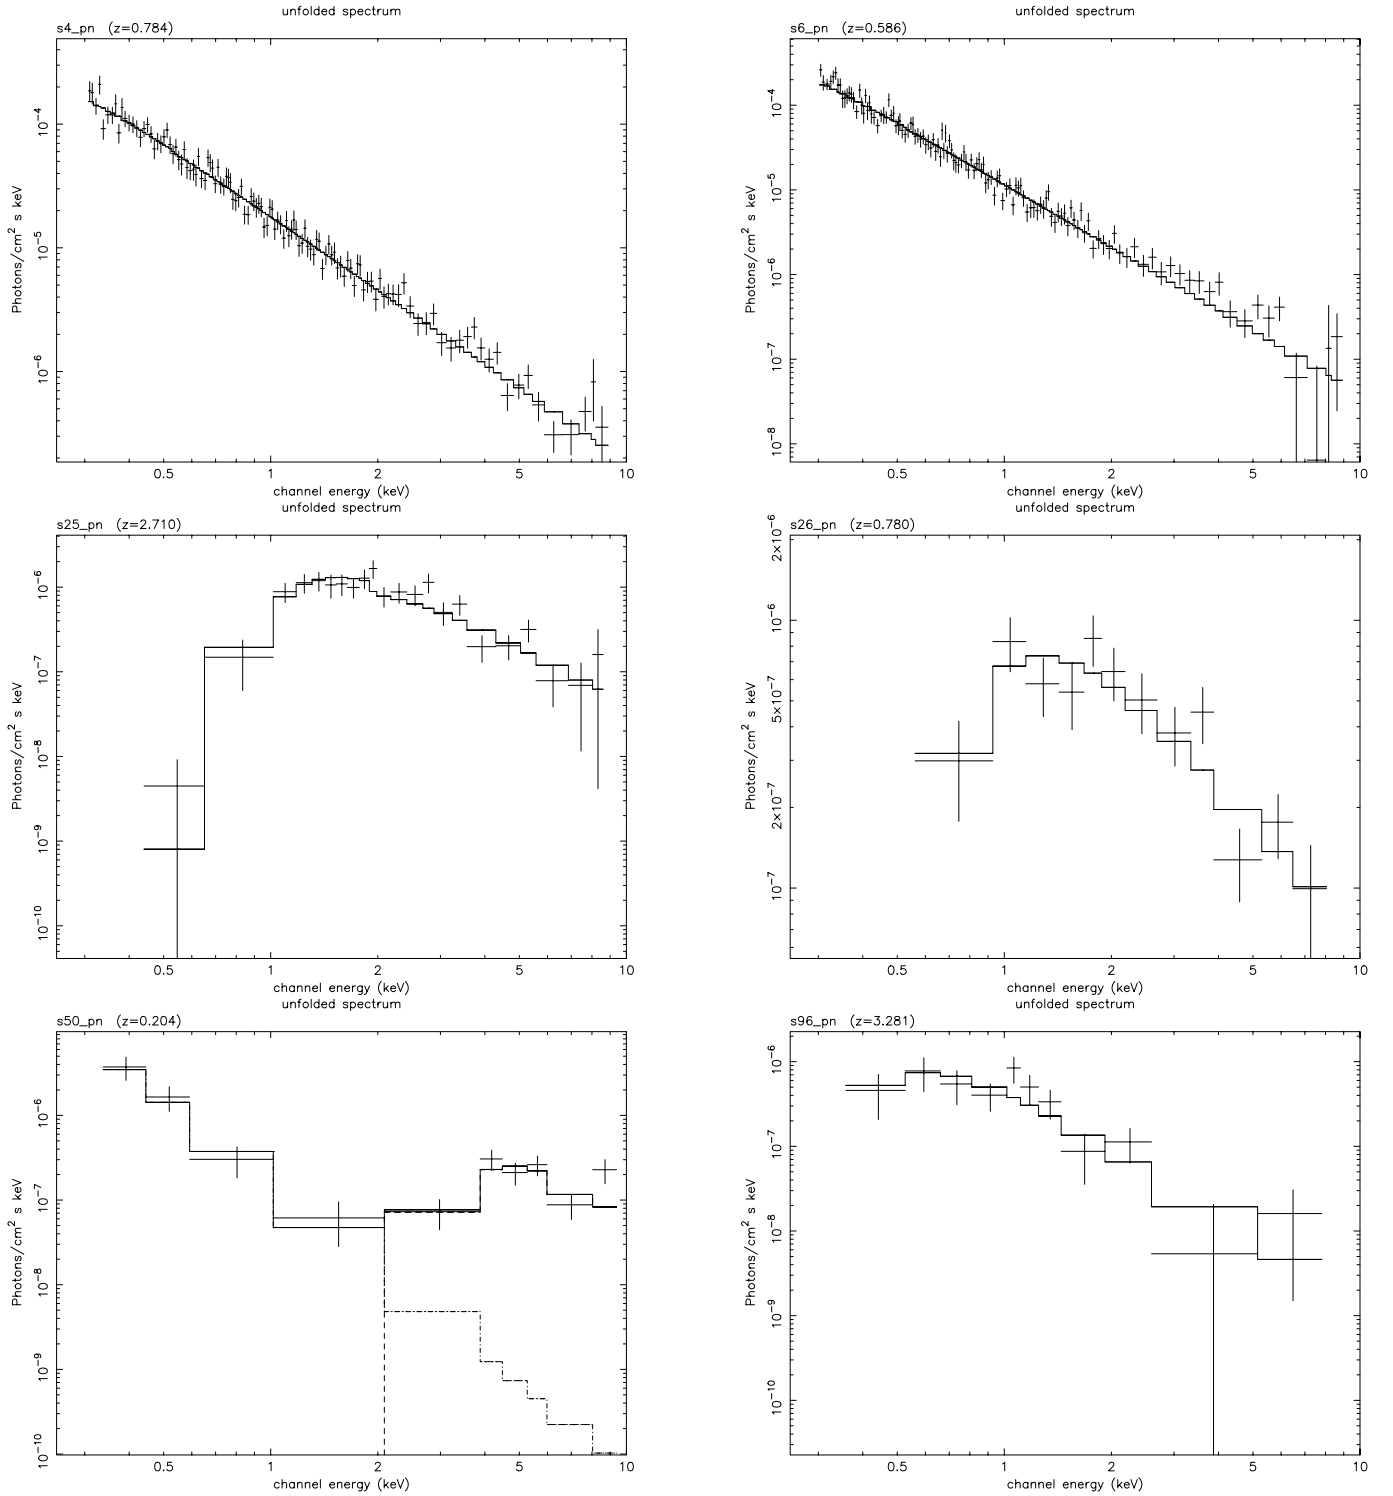 unfolded spectrum
s4_pn (z=0.784)
Photons/cm² s keV
10⁻⁴
10⁻⁵
10⁻⁶
0.5 1 2 5 10
channel energy (keV)
unfolded spectrum
s6_pn (z=0.586)
Photons/cm² s keV
10⁻⁴
10⁻⁵
10⁻⁶
10⁻⁷
10⁻⁸
0.5 1 2 5 10
channel energy (keV)
unfolded spectrum
s25_pn (z=2.710)
Photons/cm² s keV
10⁻⁶
10⁻⁷
10⁻⁸
10⁻⁹
10⁻¹⁰
0.5 1 2 5 10
channel energy (keV)
unfolded spectrum
s26_pn (z=0.780)
Photons/cm² s keV
2×10⁻⁶
10⁻⁶
5×10⁻⁷
2×10⁻⁷
10⁻⁷
0.5 1 2 5 10
channel energy (keV)
unfolded spectrum
s50_pn (z=0.204)
Photons/cm² s keV
10⁻⁶
10⁻⁷
10⁻⁸
10⁻⁹
10⁻¹⁰
0.5 1 2 5 10
channel energy (keV)
unfolded spectrum
s96_pn (z=3.281)
Photons/cm² s keV
10⁻⁶
10⁻⁷
10⁻⁸
10⁻⁹
10⁻¹⁰
0.5 1 2 5 10
channel energy (keV)